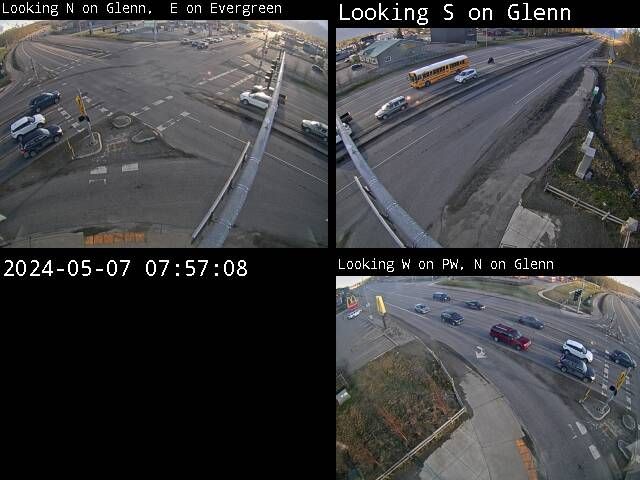 Looking N on Glenn,  E on Evergreen
Looking S on Glenn
2024-05-07 07:57:08
Looking W on PW, N on Glenn